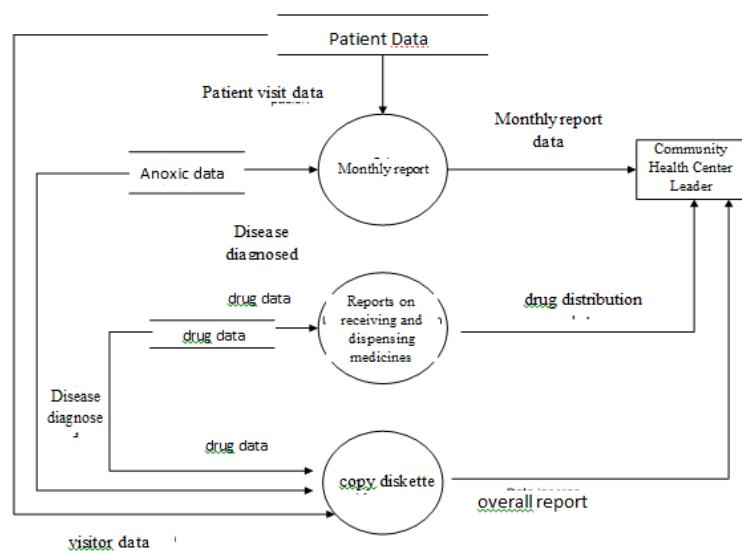 Patient Data
Patient visit data
Monthly report
data
Community
Health Center
Leader
Anoxic data
Monthly report
Disease
diagnosed
drug data
drug data
Reports on
receiving and
dispensing
medicines
drug distribution
Disease
diagnose
drug data
copy diskette
overall report
visitor data